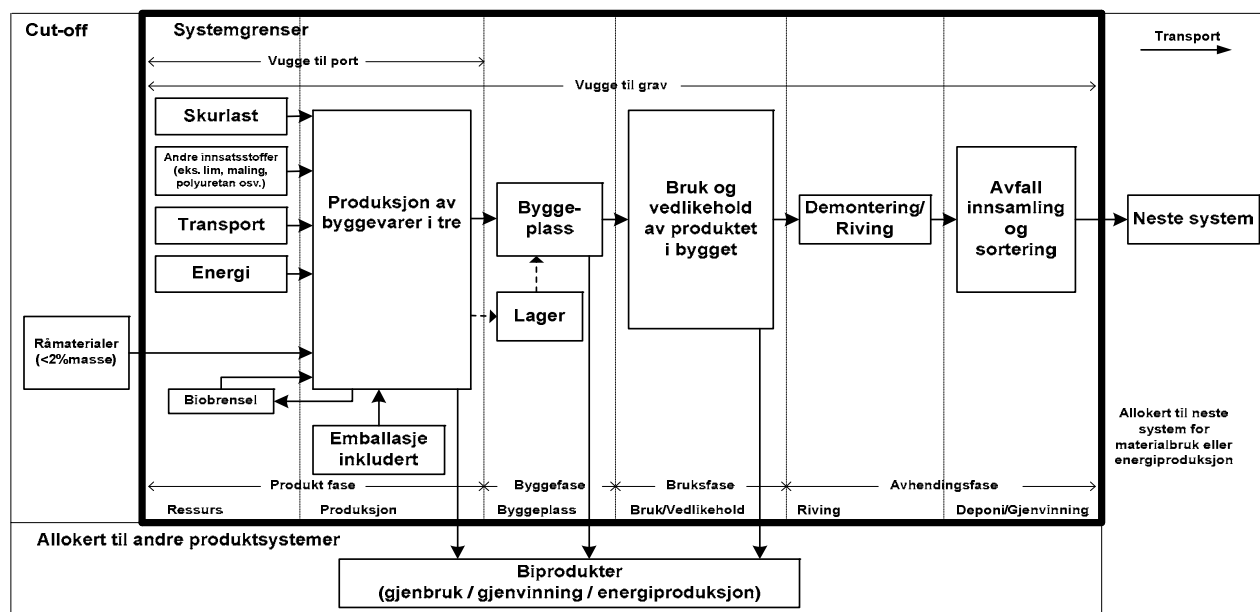 Cut-off
Systemgrenser
Transport
Vugge til port
Vugge til grav
Skurlast
Andre innsatsstoffer
(eks. lim, maling,
polyuretan osv.)
Transport
Energi
Råmaterialer
(<2%masse)
Biobrensel
Produksjon av
byggevarer i tre
Emballasje
inkludert
Bygge-
plass
Lager
Bruk og
vedlikehold
av produktet
i bygget
Demontering/
Riving
Avfall
innsamling
og
sortering
Neste system
Allokert til neste
system for
materialbruk eller
energiproduksjon
Produkt fase
Byggefase
Bruksfase
Avhendingsfase
Ressurs
Produksjon
Byggeplass
Bruk/Vedlikehold
Riving
Deponi/Gjenvinning
Allokert til andre produktsystemer
Biprodukter
(gjenbruk / gjenvinning / energiproduksjon)